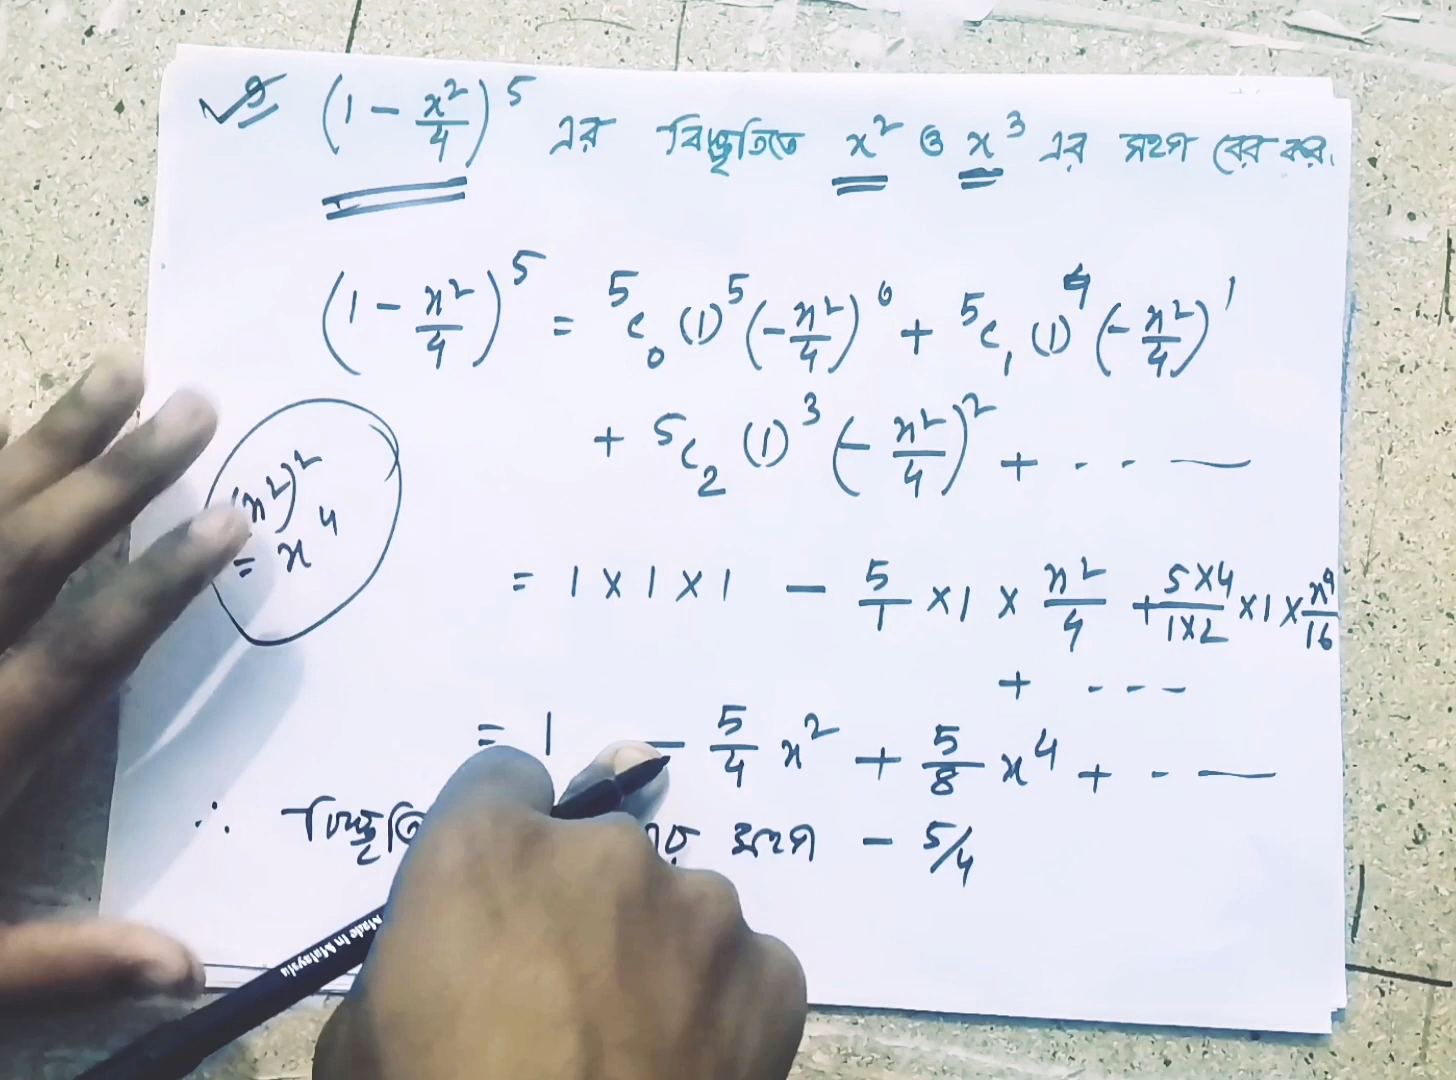 ৩ (1 - x²/4)⁵ এর বিস্তৃতিতে x² ও x³ এর সহগ বের কর।
(1 - x²/4)⁵ = ⁵C₀ (1)⁵ (-x²/4)⁰ + ⁵C₁ (1)⁴ (-x²/4)¹
+ ⁵C₂ (1)³ (-x²/4)² + - - —
(x²)²
= x⁴
= 1 × 1 × 1 - 5/1 × 1 × x²/4 + 5×4/1×2 × 1 × x⁴/16
+ - - -
= 1 - 5/4 x² + 5/8 x⁴ + - —
∴ এর সহগ - 5/4
Made in Malaysia